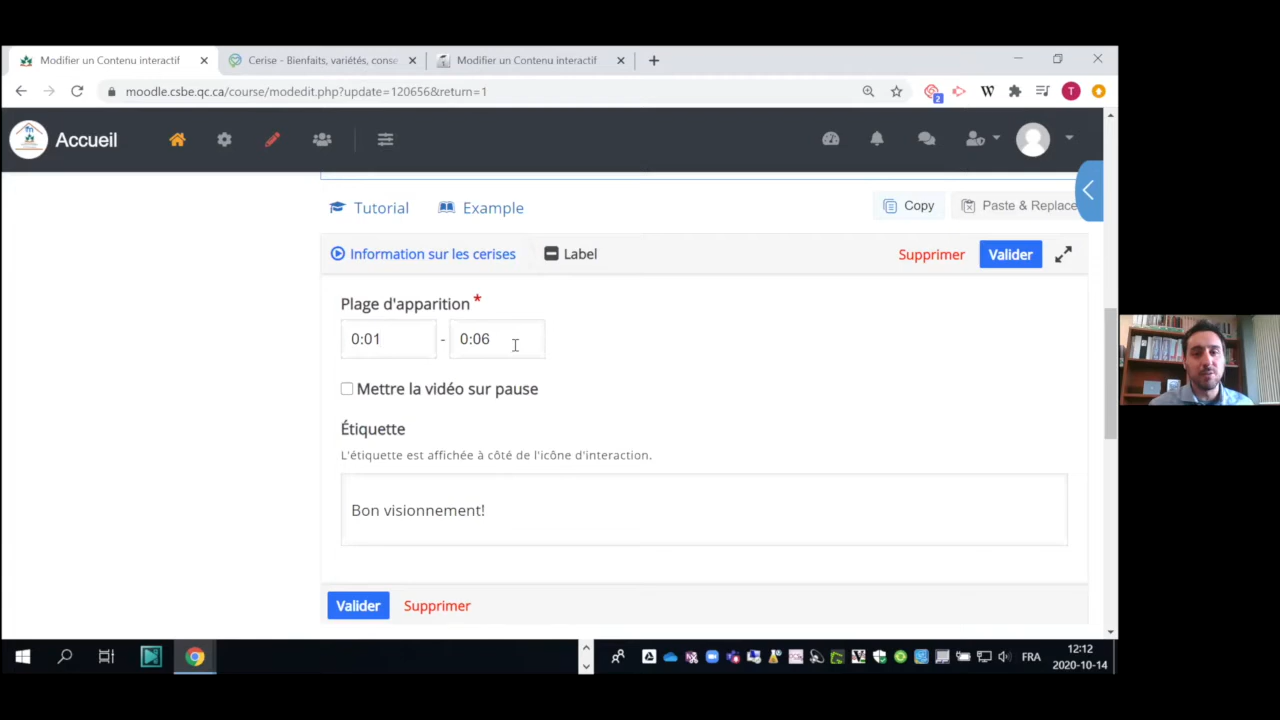 Modifier un Contenu interactif
Cerise - Bienfaits, variétés, conse
Modifier un Contenu interactif
moodle.csbe.qc.ca/course/modedit.php?update=120656&return=1
2
W
T
Accueil
Tutorial
Example
Copy
Paste & Replace
Information sur les cerises
Label
Supprimer
Valider
Plage d'apparition *
0:01 - 0:06
Mettre la vidéo sur pause
Étiquette
L'étiquette est affichée à côté de l'icône d'interaction.
Bon visionnement!
Valider
Supprimer
FRA
12:12
2020-10-14